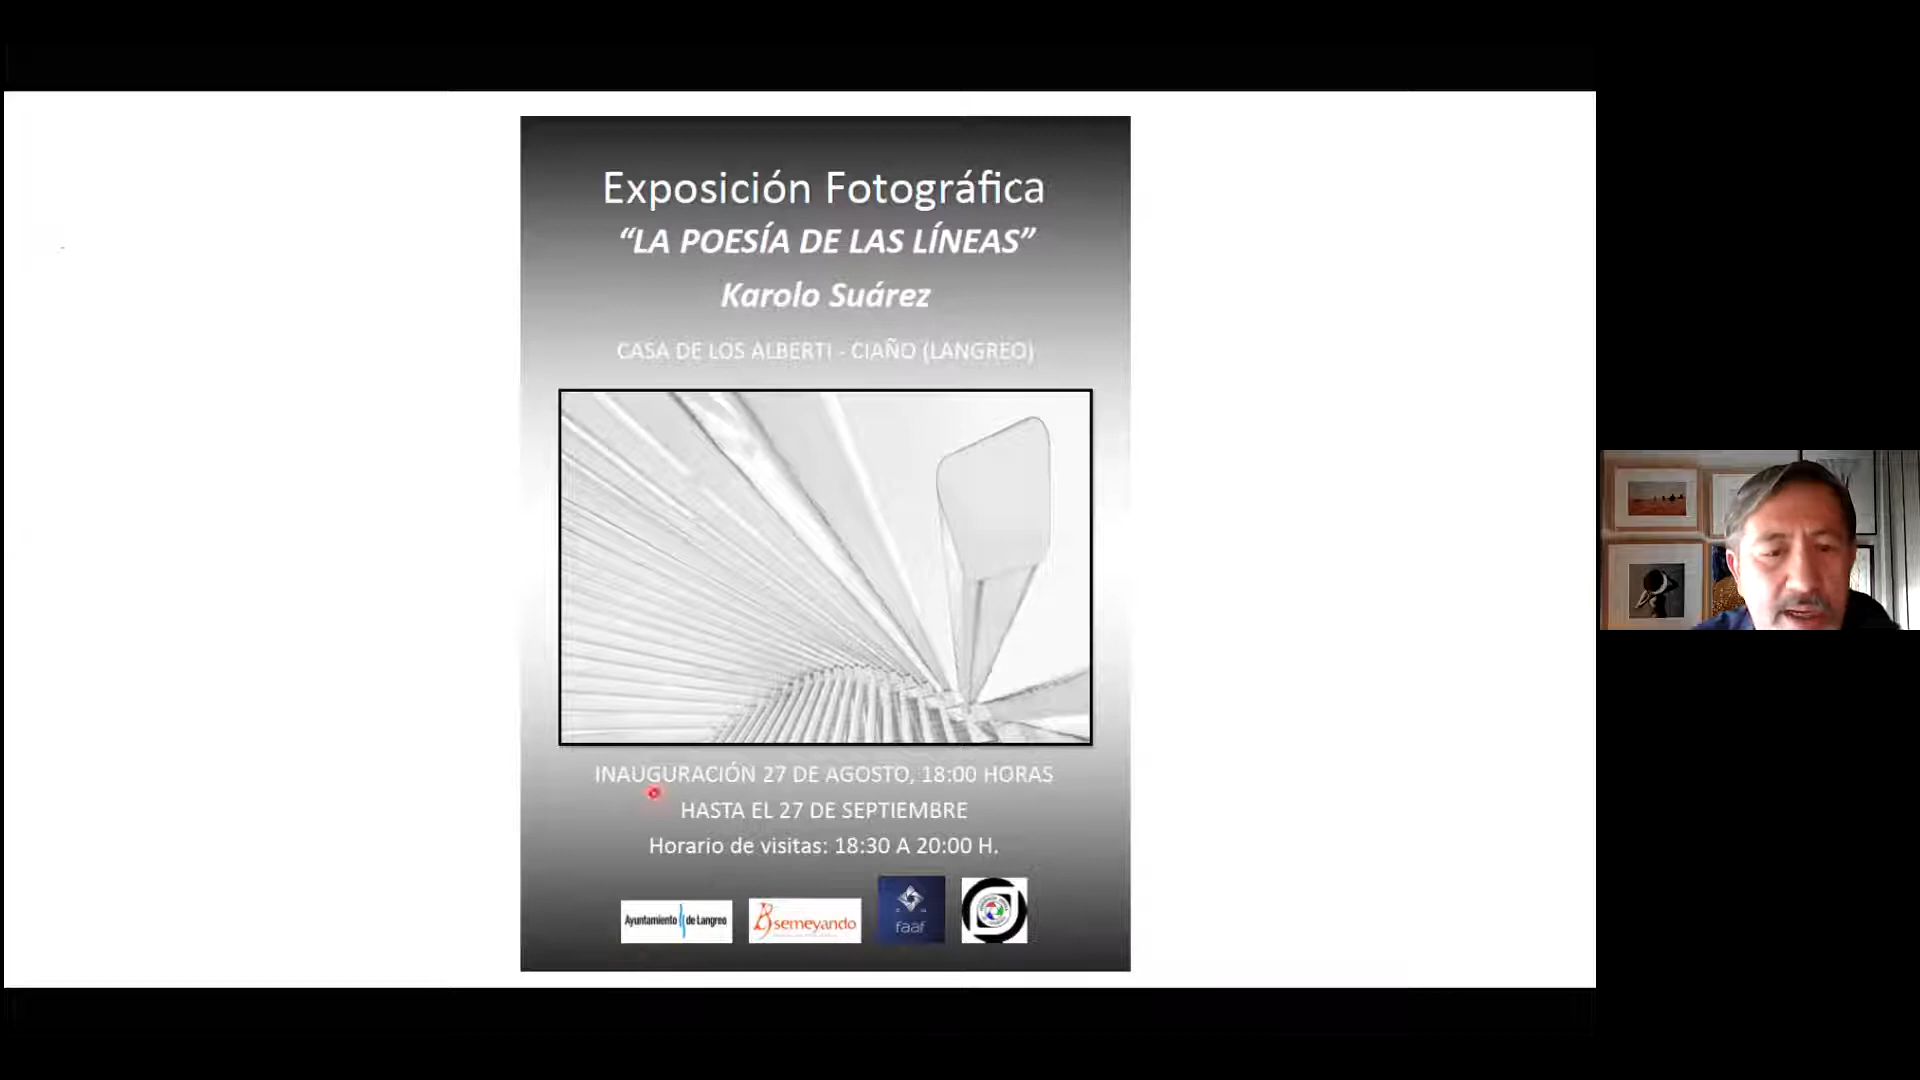 Exposición Fotográfica
“LA POESÍA DE LAS LÍNEAS”
Karolo Suárez
CASA DE LOS ALBERTI - CIAÑO (LANGREO)
INAUGURACIÓN 27 DE AGOSTO, 18:00 HORAS
HASTA EL 27 DE SEPTIEMBRE
Horario de visitas: 18:30 A 20:00 H.
Ayuntamiento de Langreo
semeyando
faaf